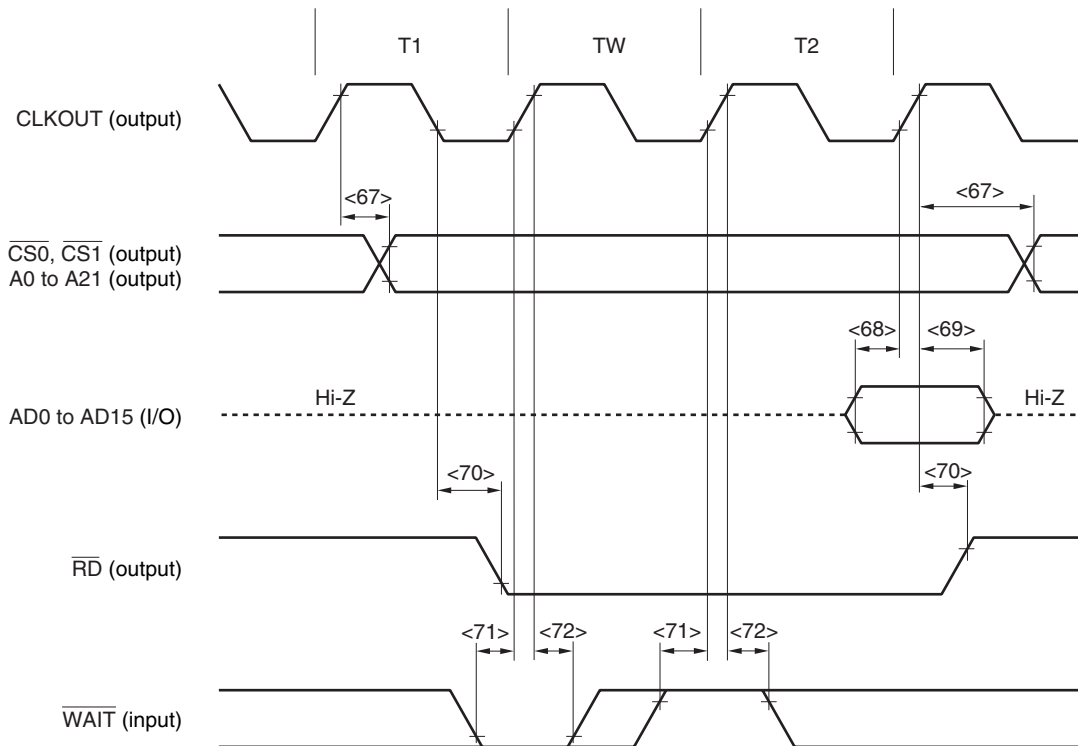 T1 TW T2
CLKOUT (output)
<67> <67>
CS0, CS1 (output)
A0 to A21 (output)
<68> <69>
Hi-Z Hi-Z
AD0 to AD15 (I/O)
<70> <70>
RD (output)
<71> <72> <71> <72>
WAIT (input)